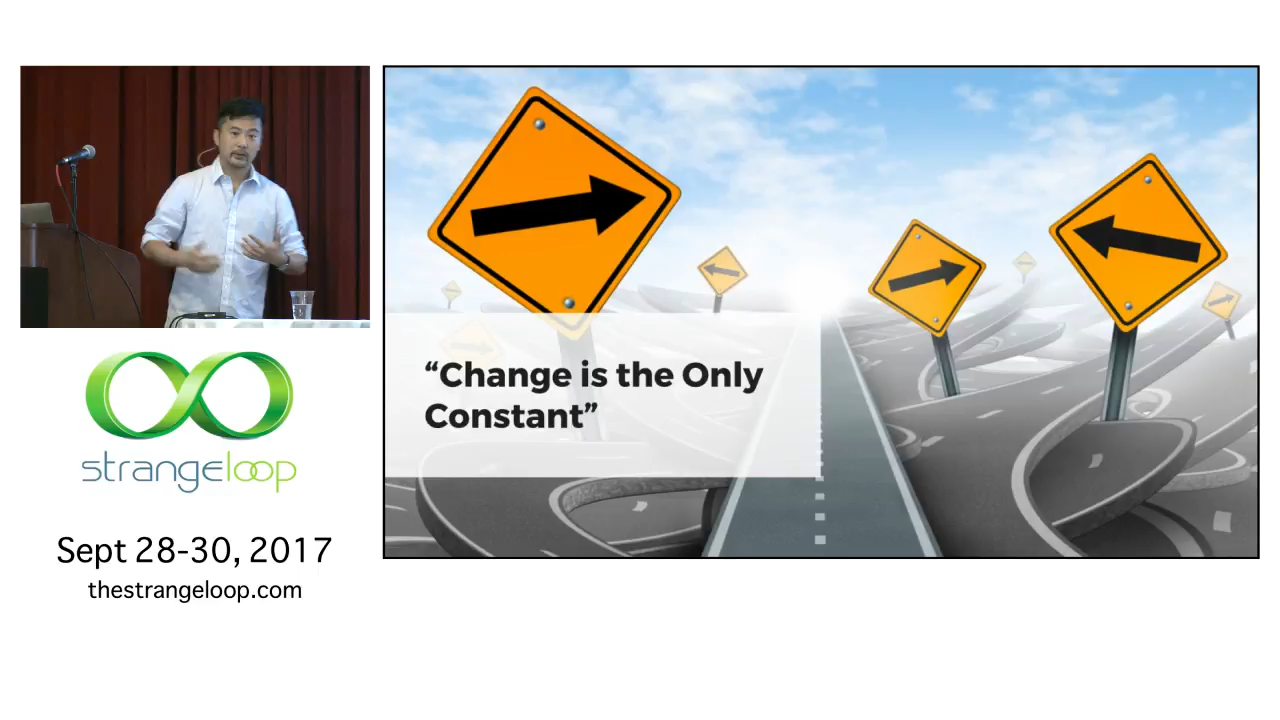 “Change is the Only
Constant”
strangeloop
Sept 28-30, 2017
thestrangeloop.com